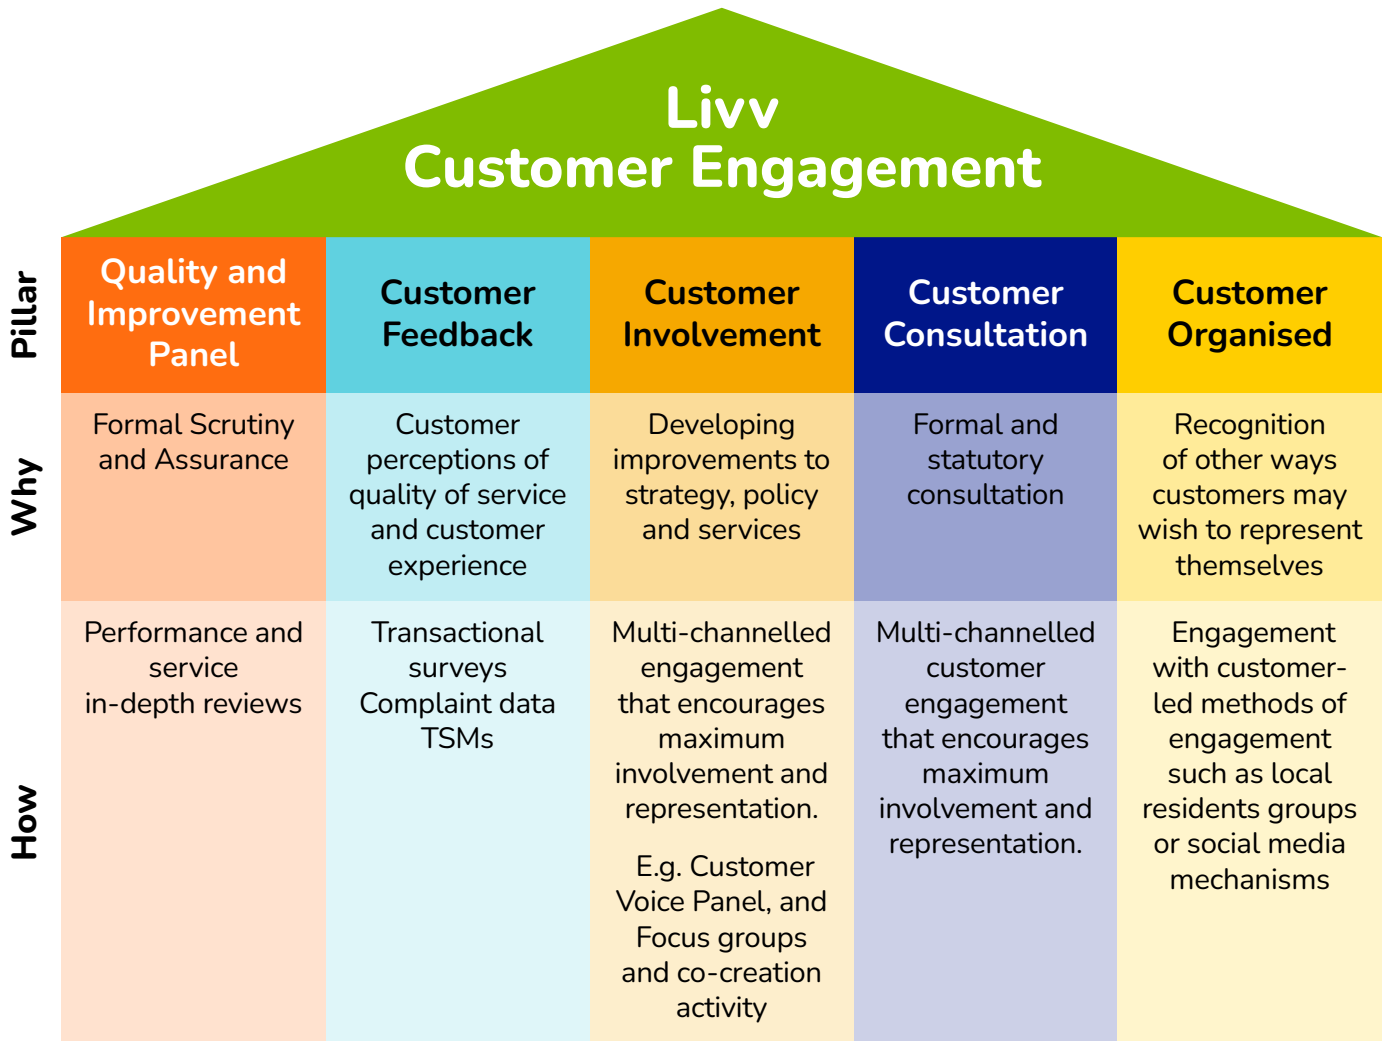 Livv
Customer Engagement
Pillar
Quality and
Improvement
Panel
Customer
Feedback
Customer
Involvement
Customer
Consultation
Customer
Organised
Why
Formal Scrutiny
and Assurance
Customer
perceptions of
quality of service
and customer
experience
Developing
improvements to
strategy, policy
and services
Formal and
statutory
consultation
Recognition
of other ways
customers may
wish to represent
themselves
How
Performance and
service
in-depth reviews
Transactional
surveys
Complaint data
TSMs
Multi-channelled
engagement
that encourages
maximum
involvement and
representation.
E.g. Customer
Voice Panel, and
Focus groups
and co-creation
activity
Multi-channelled
customer
engagement
that encourages
maximum
involvement and
representation.
Engagement
with customer-
led methods of
engagement
such as local
residents groups
or social media
mechanisms